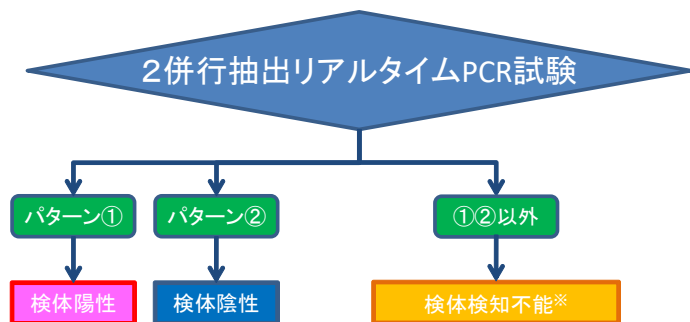 ２併行抽出リアルタイムPCR試験
パターン①
パターン②
①②以外
検体陽性
検体陰性
検体検知不能※